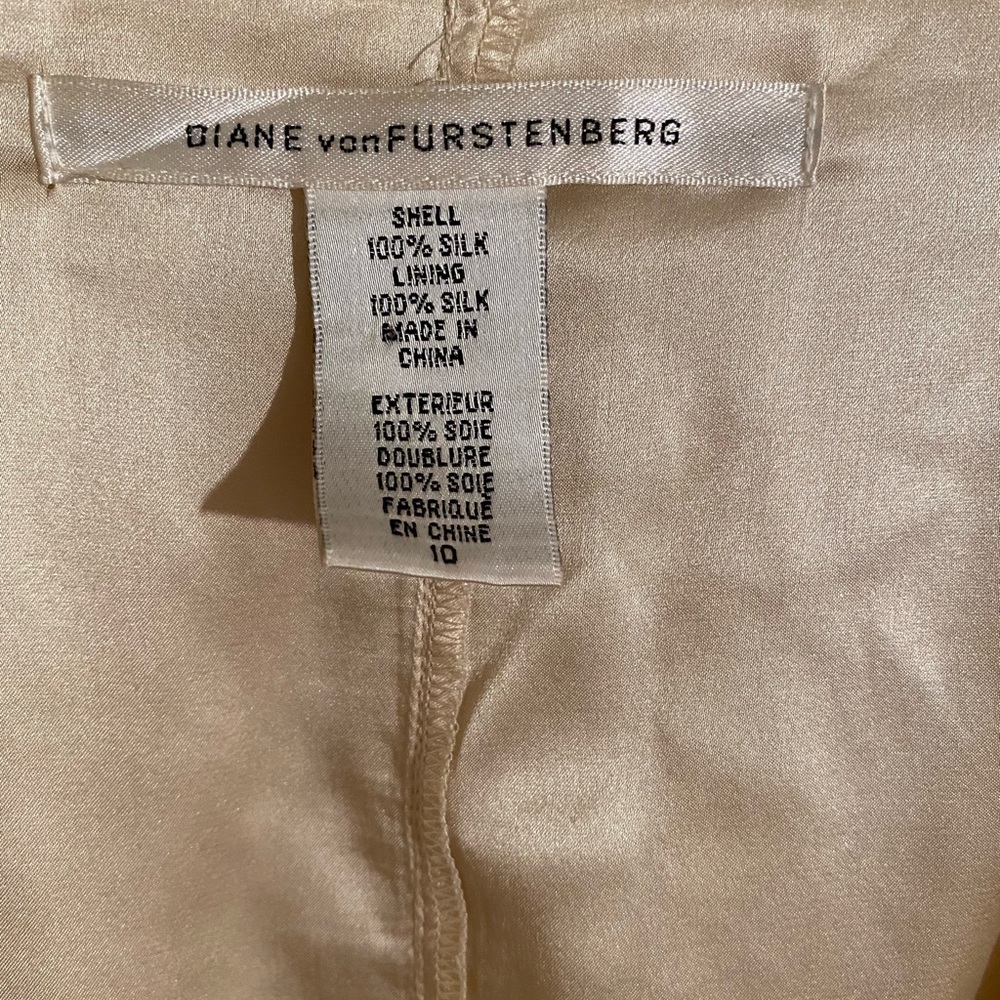 DIANE vonFURSTENBERG
SHELL
100% SILK
LINING
100% SILK
MADE IN
CHINA
EXTERIEUR
100% SOIE
DOUBLURE
100% SOIE
FABRIQUÈ
EN CHINE
10